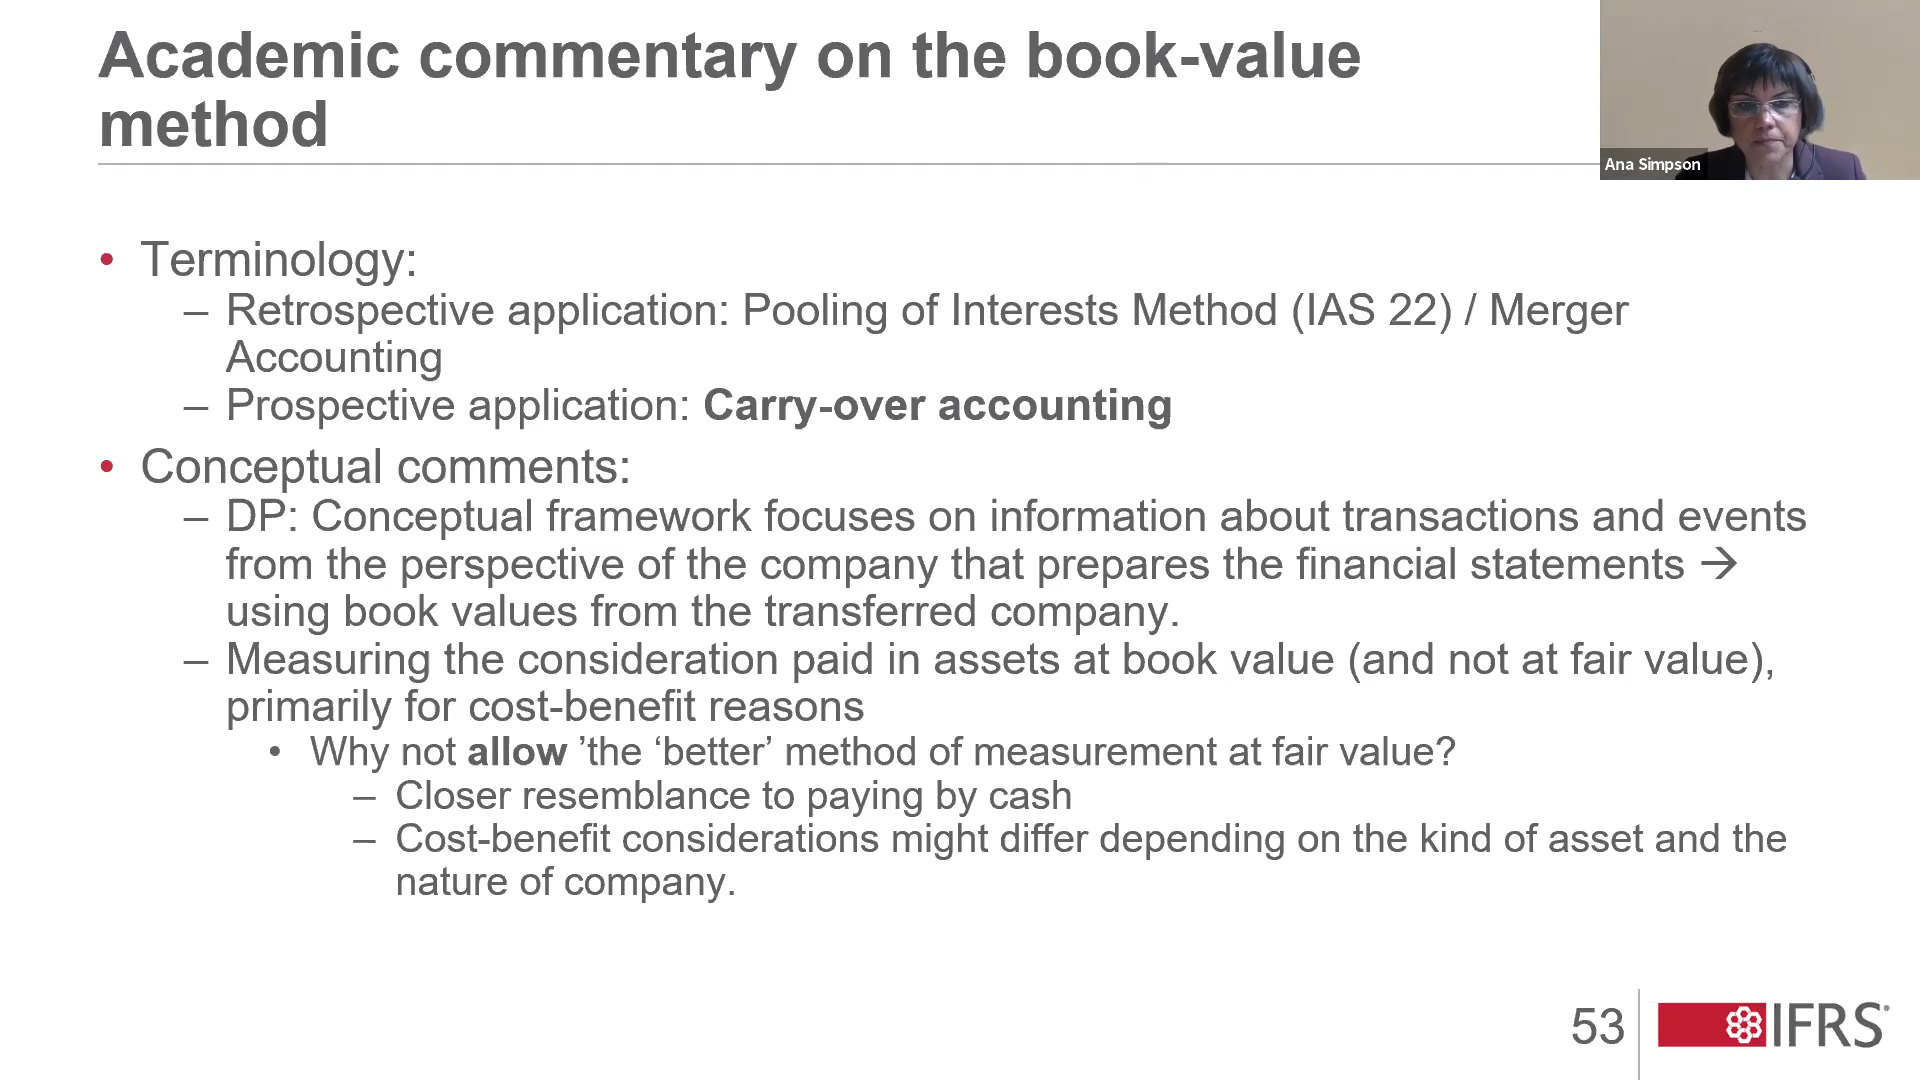 Academic commentary on the book-value
method
Ana Simpson
• Terminology:
– Retrospective application: Pooling of Interests Method (IAS 22) / Merger
Accounting
– Prospective application: Carry-over accounting
• Conceptual comments:
– DP: Conceptual framework focuses on information about transactions and events
from the perspective of the company that prepares the financial statements →
using book values from the transferred company.
– Measuring the consideration paid in assets at book value (and not at fair value),
primarily for cost-benefit reasons
• Why not allow ’the ‘better’ method of measurement at fair value?
– Closer resemblance to paying by cash
– Cost-benefit considerations might differ depending on the kind of asset and the
nature of company.
53
IFRS